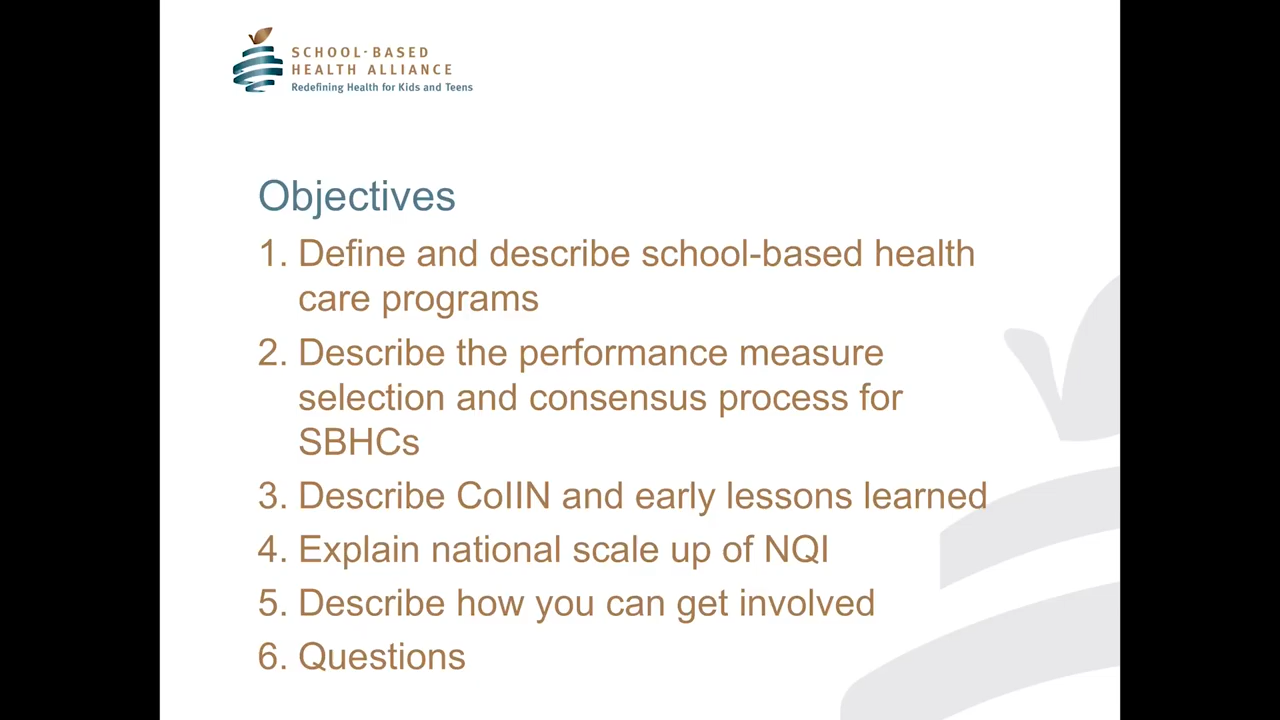 SCHOOL-BASED
HEALTH ALLIANCE
Redefining Health for Kids and Teens
Objectives
1. Define and describe school-based health
care programs
2. Describe the performance measure
selection and consensus process for
SBHCs
3. Describe CoIIN and early lessons learned
4. Explain national scale up of NQI
5. Describe how you can get involved
6. Questions